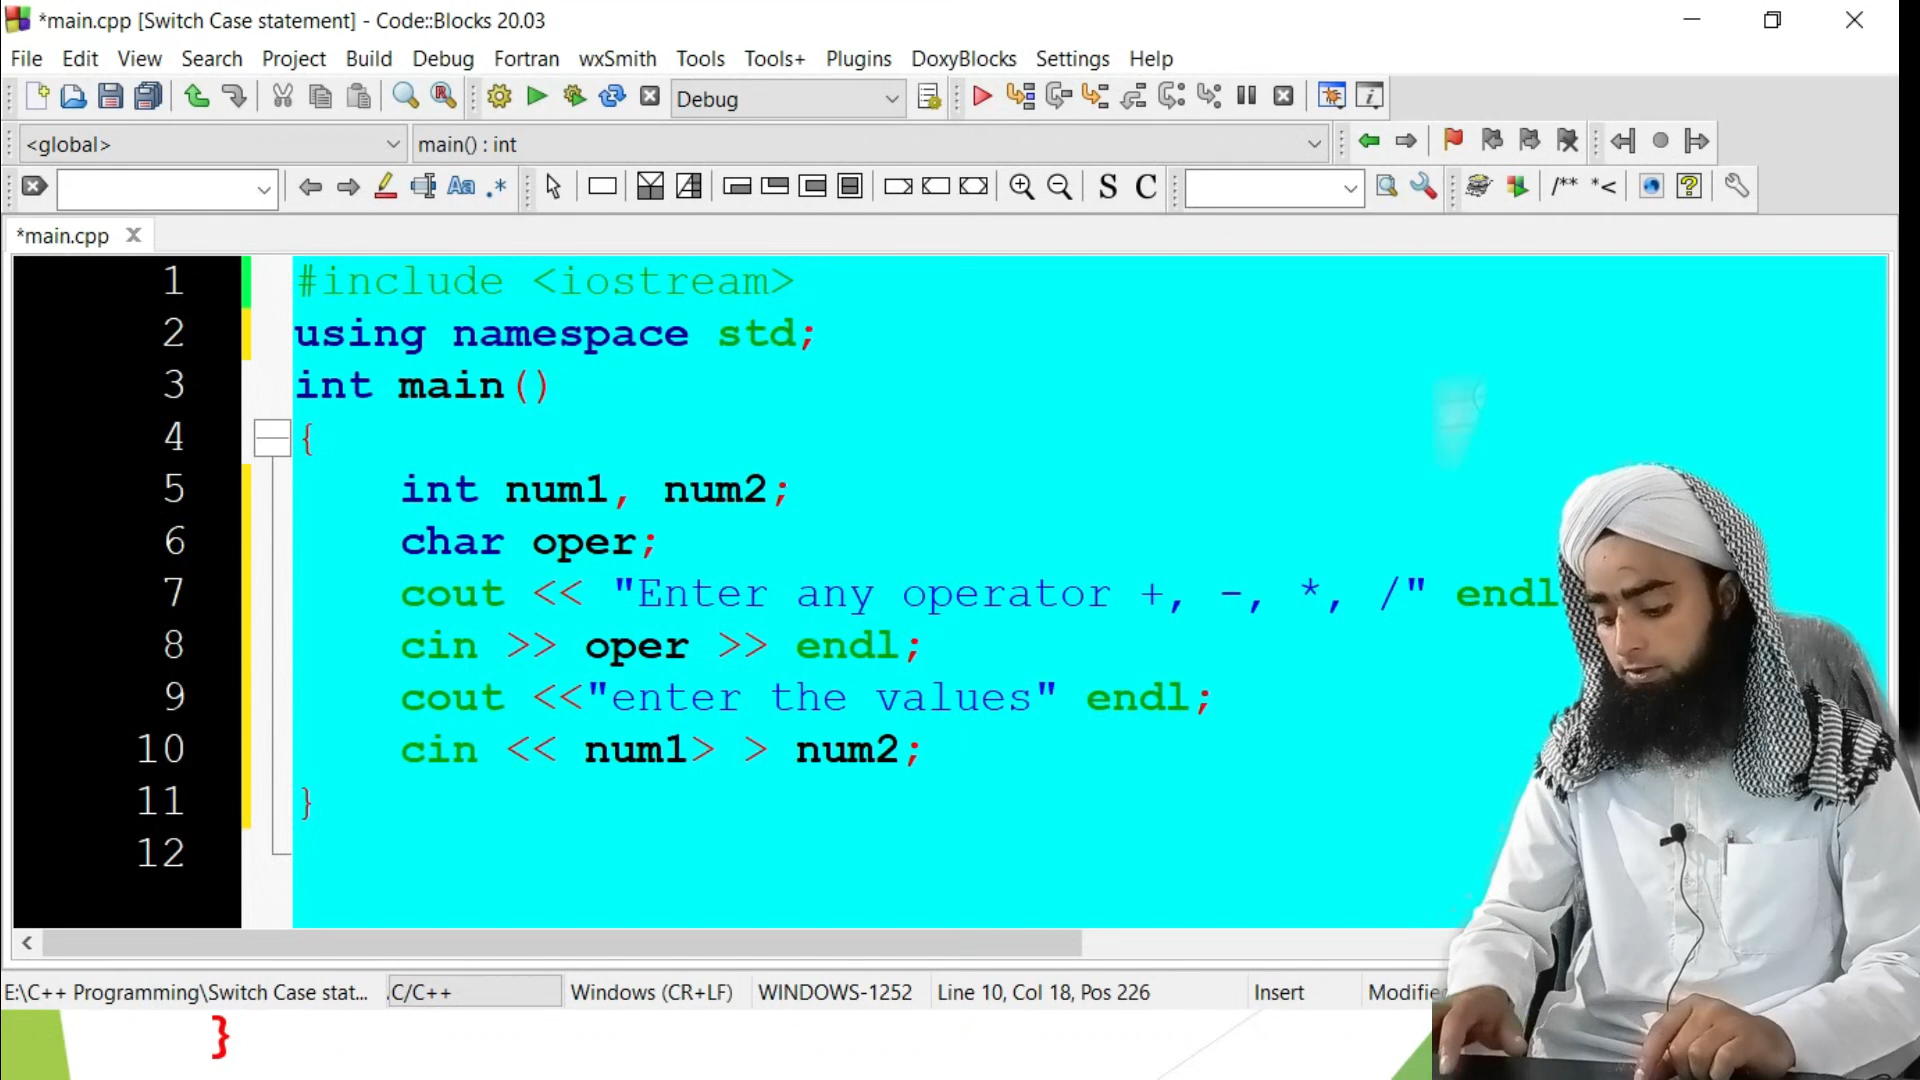 *main.cpp [Switch Case statement] - Code::Blocks 20.03
File Edit View Search Project Build Debug Fortran wxSmith Tools Tools+ Plugins DoxyBlocks Settings Help
Debug
<global> main() : int
Aa .* S C /** *<
*main.cpp
1 #include <iostream>
2 using namespace std;
3 int main()
4 {
5 int num1, num2;
6 char oper;
7 cout << "Enter any operator +, -, *, /" endl
8 cin >> oper >> endl;
9 cout <<"enter the values" endl;
10 cin << num1> > num2;
11 }
12
E:\C++ Programming\Switch Case stat... C/C++ Windows (CR+LF) WINDOWS-1252 Line 10, Col 18, Pos 226 Insert Modifie
}